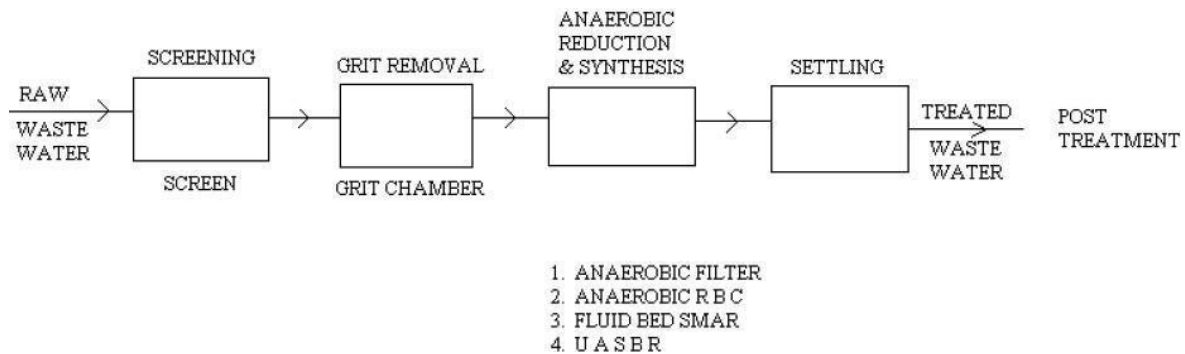 RAW
WASTE
WATER
SCREENING
SCREEN
GRIT REMOVAL
GRIT CHAMBER
ANAEROBIC
REDUCTION
& SYNTHESIS
SETTLING
TREATED
WASTE
WATER
POST
TREATMENT
1. ANAEROBIC FILTER
2. ANAEROBIC R B C
3. FLUID BED SMAR
4. U A S B R